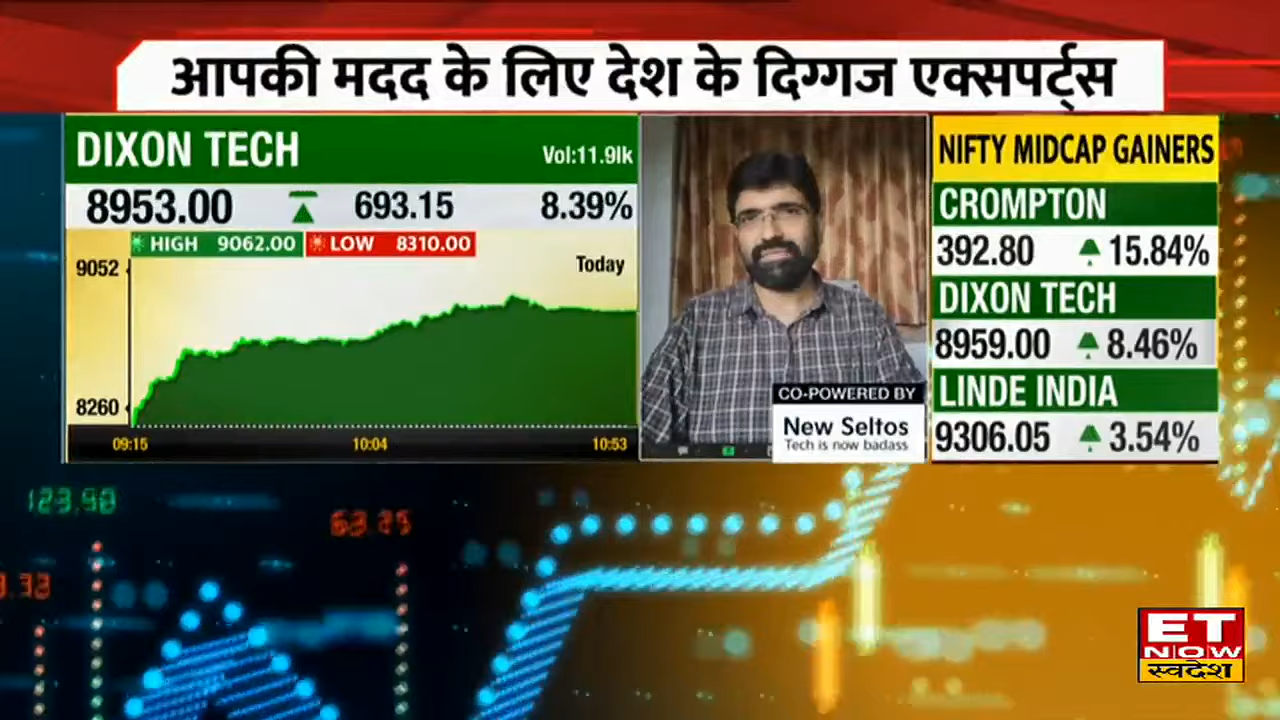 आपकी मदद के लिए देश के दिग्गज एक्सपर्ट्स
DIXON TECH
Vol:11.9lk
8953.00 693.15 8.39%
HIGH 9062.00 LOW 8310.00
9052
Today
8260
09:15 10:04 10:53
CO-POWERED BY
New Seltos
Tech is now badass
NIFTY MIDCAP GAINERS
CROMPTON
392.80 15.84%
DIXON TECH
8959.00 8.46%
LINDE INDIA
9306.05 3.54%
ET
NOW
स्वदेश